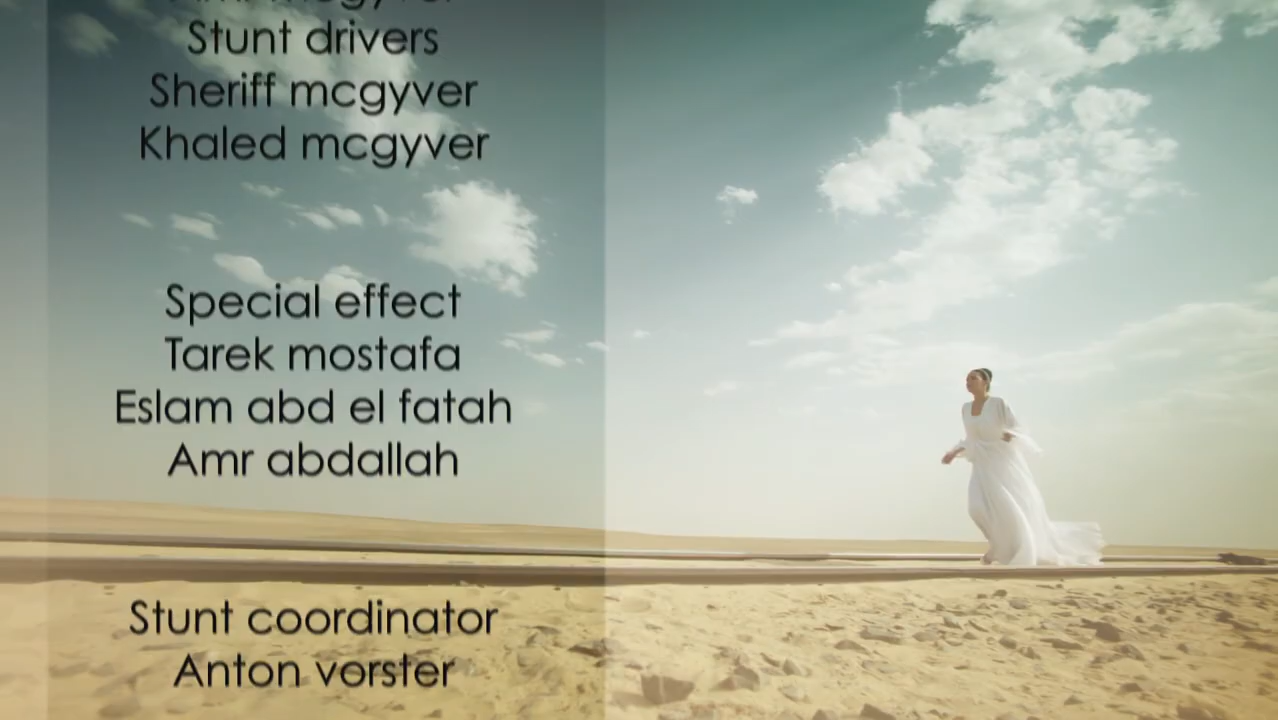 Stunt drivers
Sheriff mcgyver
Khaled mcgyver
Special effect
Tarek mostafa
Eslam abd el fatah
Amr abdallah
Stunt coordinator
Anton vorster